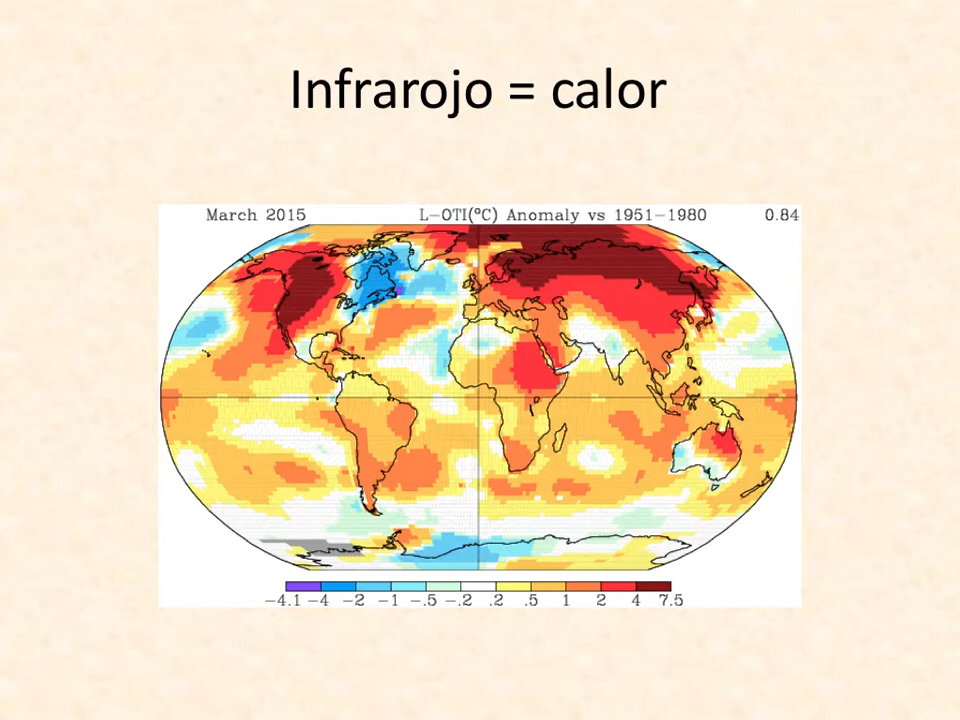 Infrarojo = calor
March 2015 L-OTI(°C) Anomaly vs 1951-1980 0.84
-4.1 -4 -2 -1 -.5 -.2 .2 .5 1 2 4 7.5